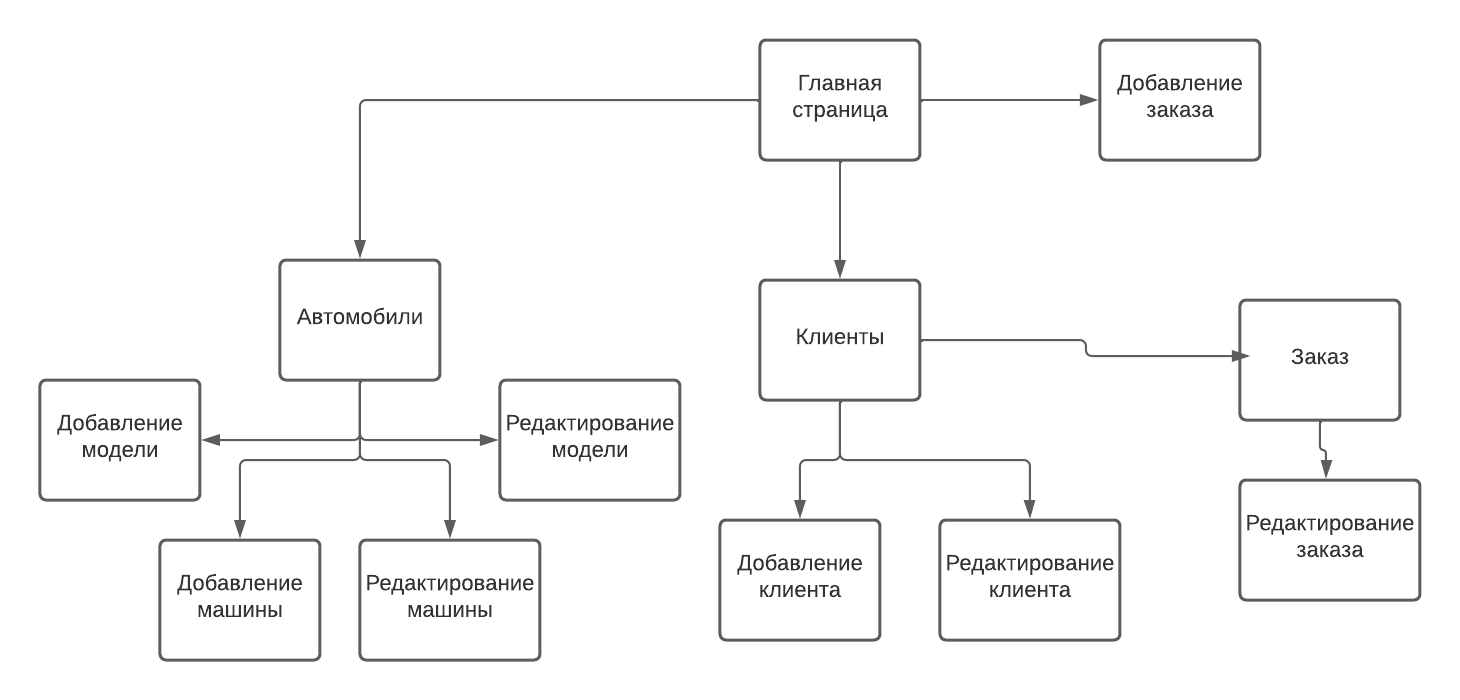 Главная
страница
Добавление
заказа
Автомобили
Клиенты
Заказ
Добавление
модели
Редактирование
модели
Добавление
машины
Редактирование
машины
Добавление
клиента
Редактирование
клиента
Редактирование
заказа